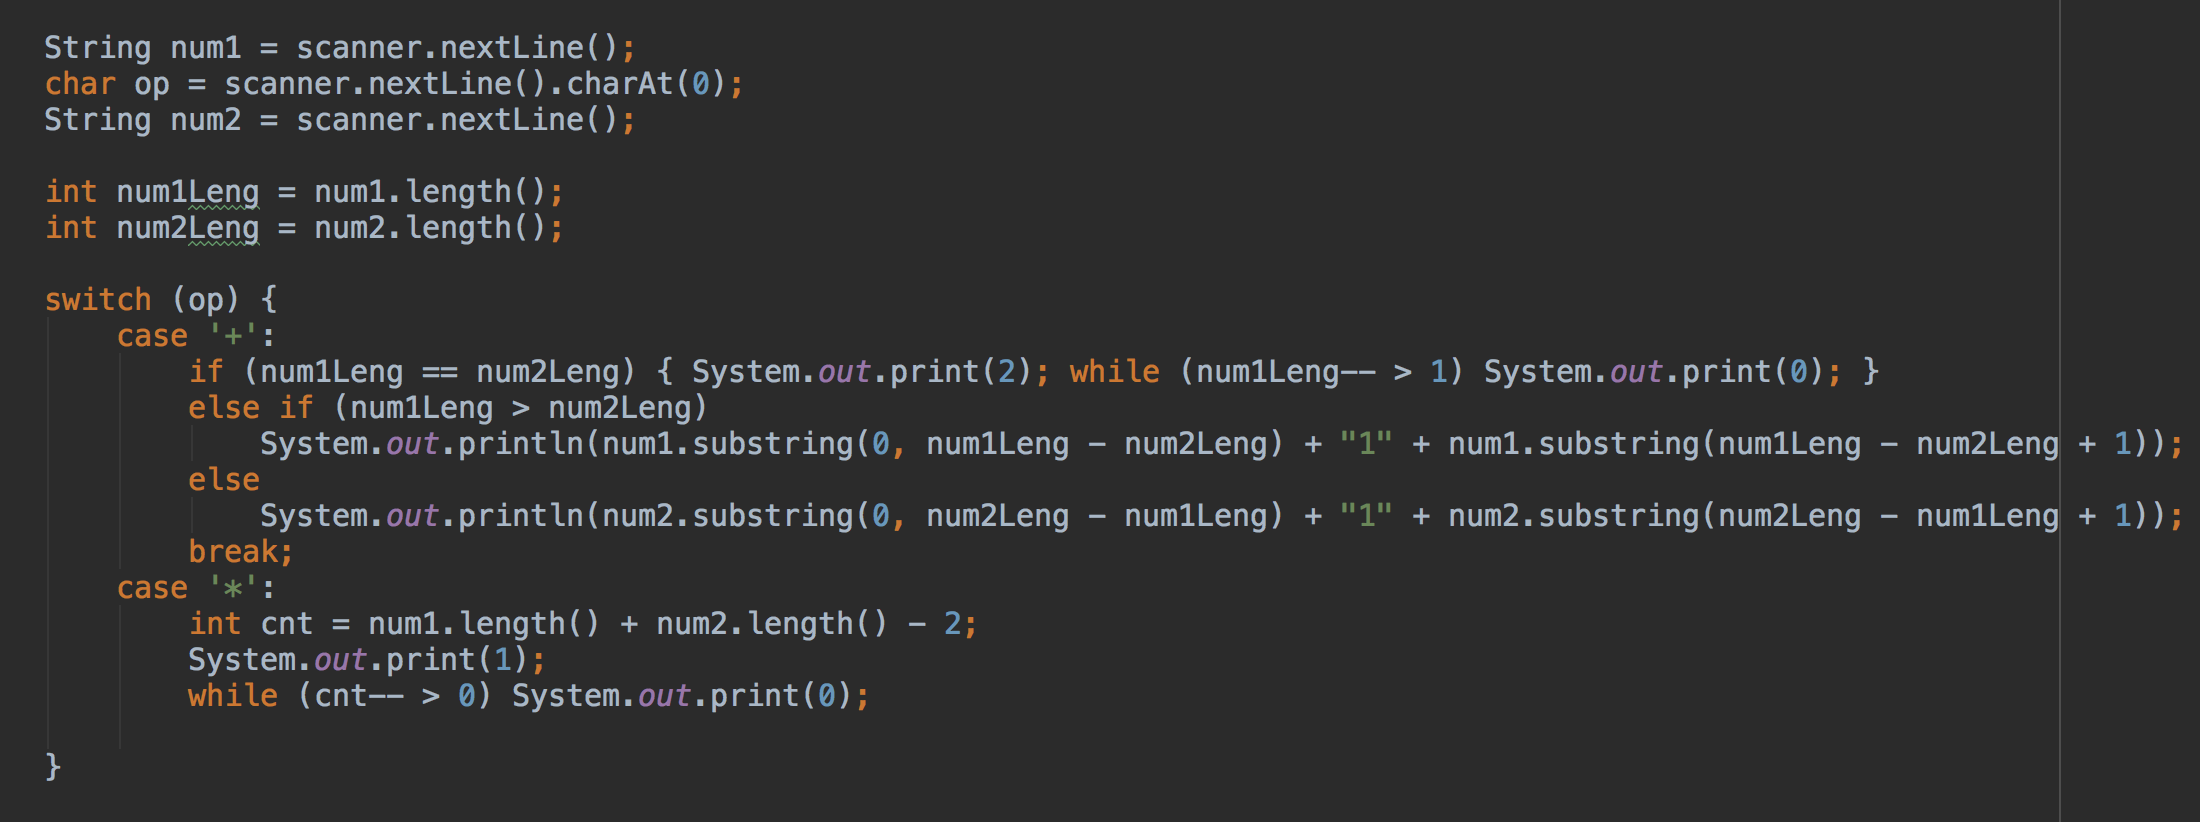 String num1 = scanner.nextLine();
char op = scanner.nextLine().charAt(0);
String num2 = scanner.nextLine();

int num1Leng = num1.length();
int num2Leng = num2.length();

switch (op) {
    case '+':
        if (num1Leng == num2Leng) { System.out.print(2); while (num1Leng-- > 1) System.out.print(0); }
        else if (num1Leng > num2Leng)
            System.out.println(num1.substring(0, num1Leng - num2Leng) + "1" + num1.substring(num1Leng - num2Leng + 1));
        else
            System.out.println(num2.substring(0, num2Leng - num1Leng) + "1" + num2.substring(num2Leng - num1Leng + 1));
        break;
    case '*':
        int cnt = num1.length() + num2.length() - 2;
        System.out.print(1);
        while (cnt-- > 0) System.out.print(0);

}